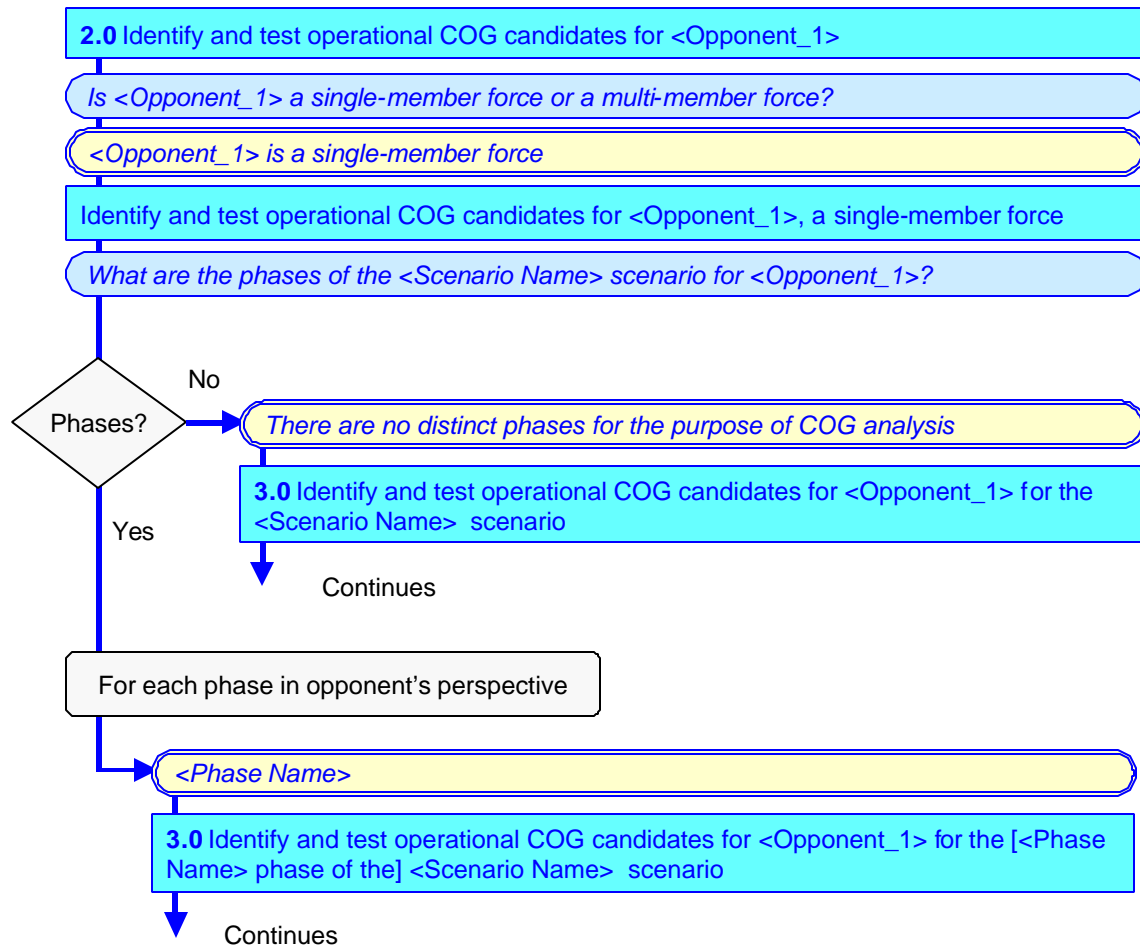 2.0 Identify and test operational COG candidates for <Opponent_1>
Is <Opponent_1> a single-member force or a multi-member force?
<Opponent_1> is a single-member force
Identify and test operational COG candidates for <Opponent_1>, a single-member force
What are the phases of the <Scenario Name> scenario for <Opponent_1>?
No
Phases?
There are no distinct phases for the purpose of COG analysis
3.0 Identify and test operational COG candidates for <Opponent_1> for the
<Scenario Name> scenario
Yes
Continues
For each phase in opponent's perspective
<Phase Name>
3.0 Identify and test operational COG candidates for <Opponent_1> for the [<Phase
Name> phase of the] <Scenario Name> scenario
Continues